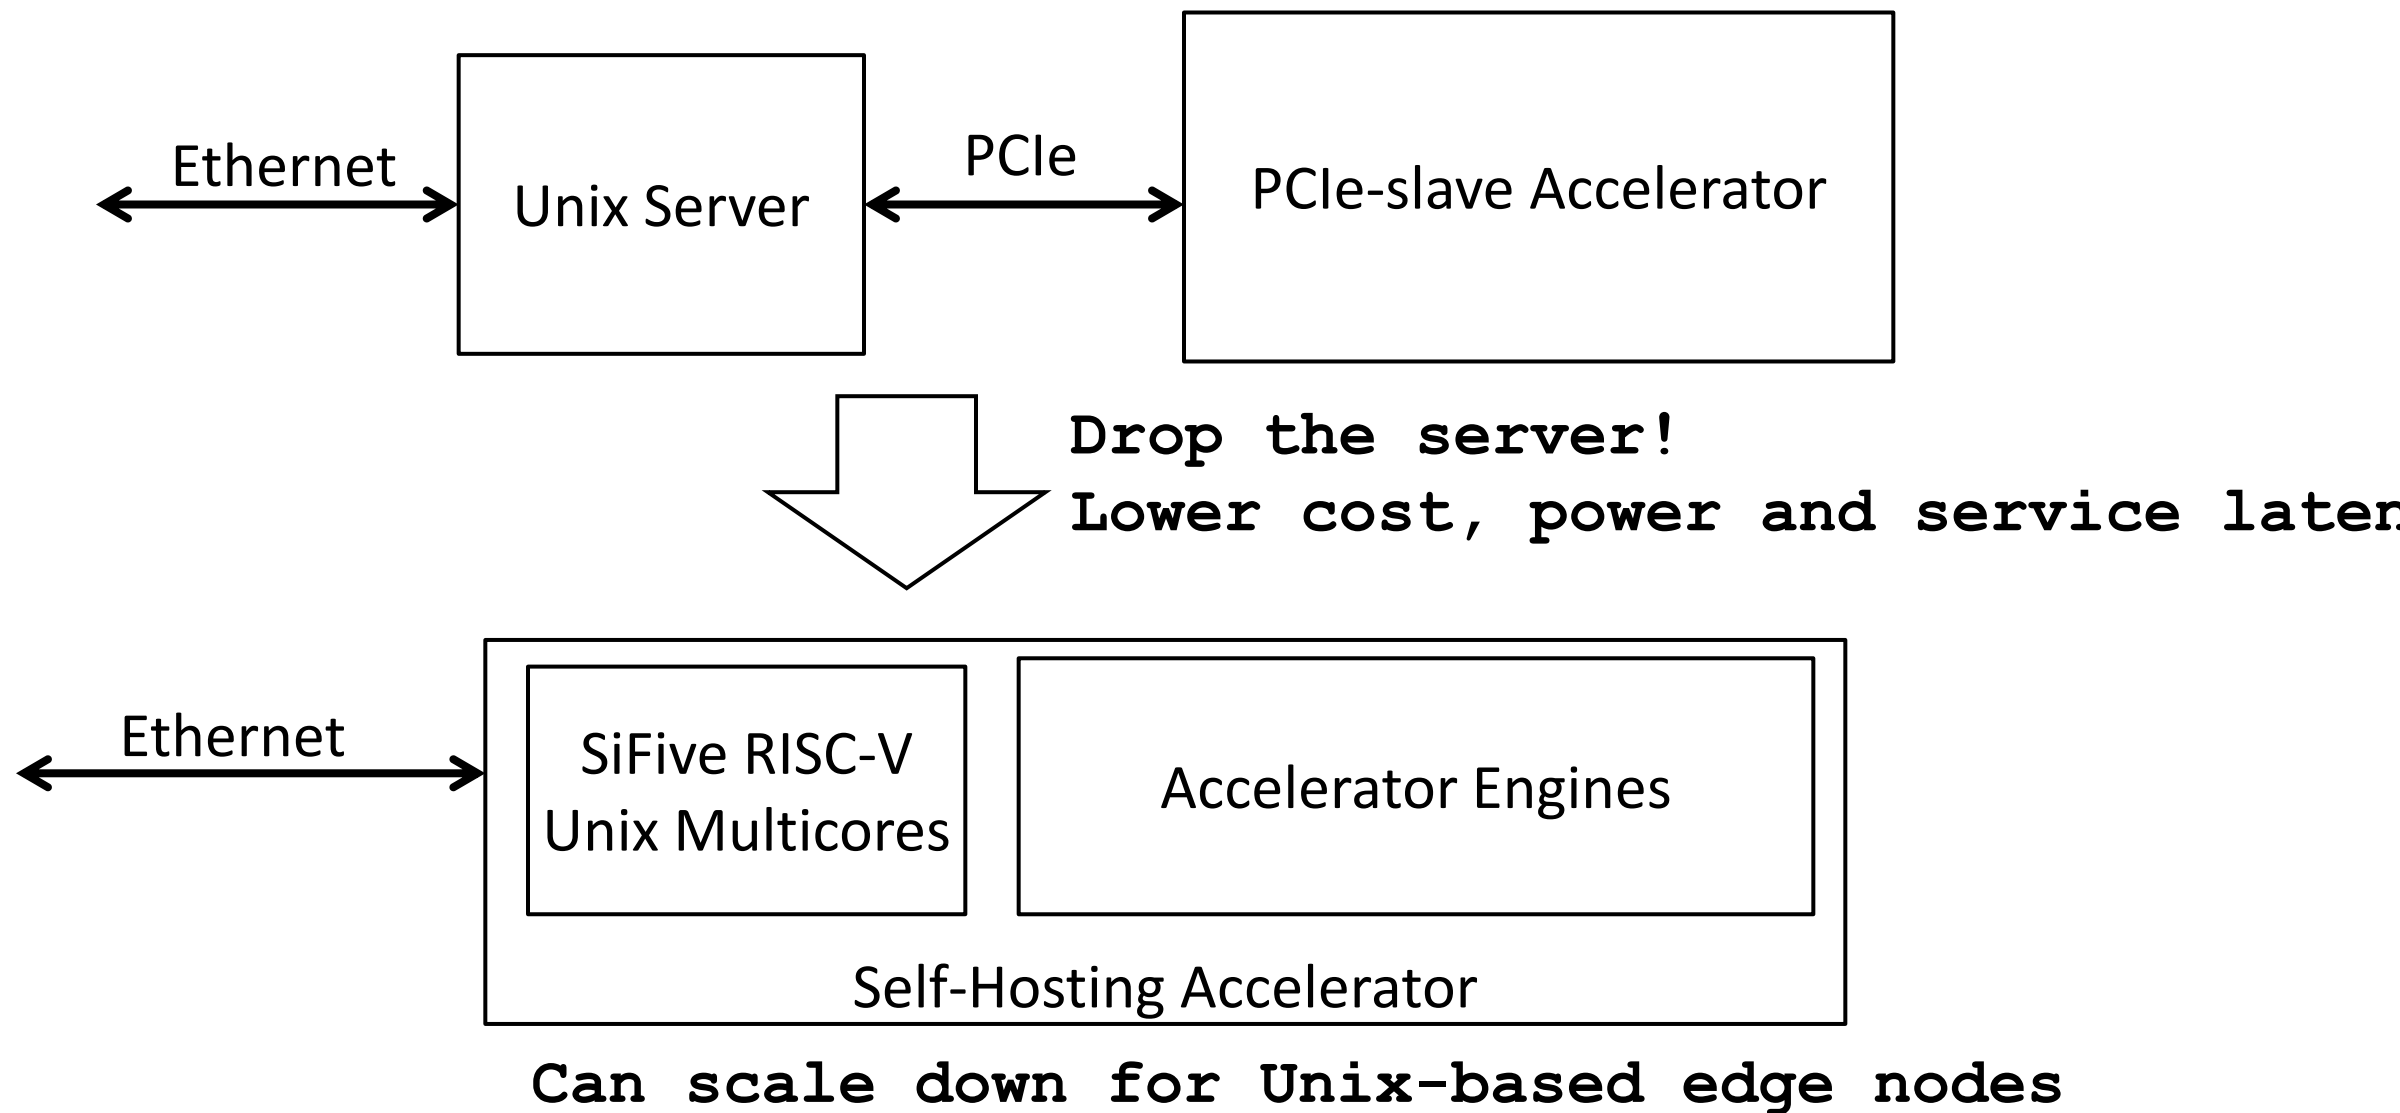 Ethernet
Unix Server
PCIe
PCIe-slave Accelerator
Drop the server!
Lower cost, power and service
Ethernet
SiFive RISC-V
Unix Multicores
Accelerator Engines
Self-Hosting Accelerator
Can scale down for Unix-based edge nodes